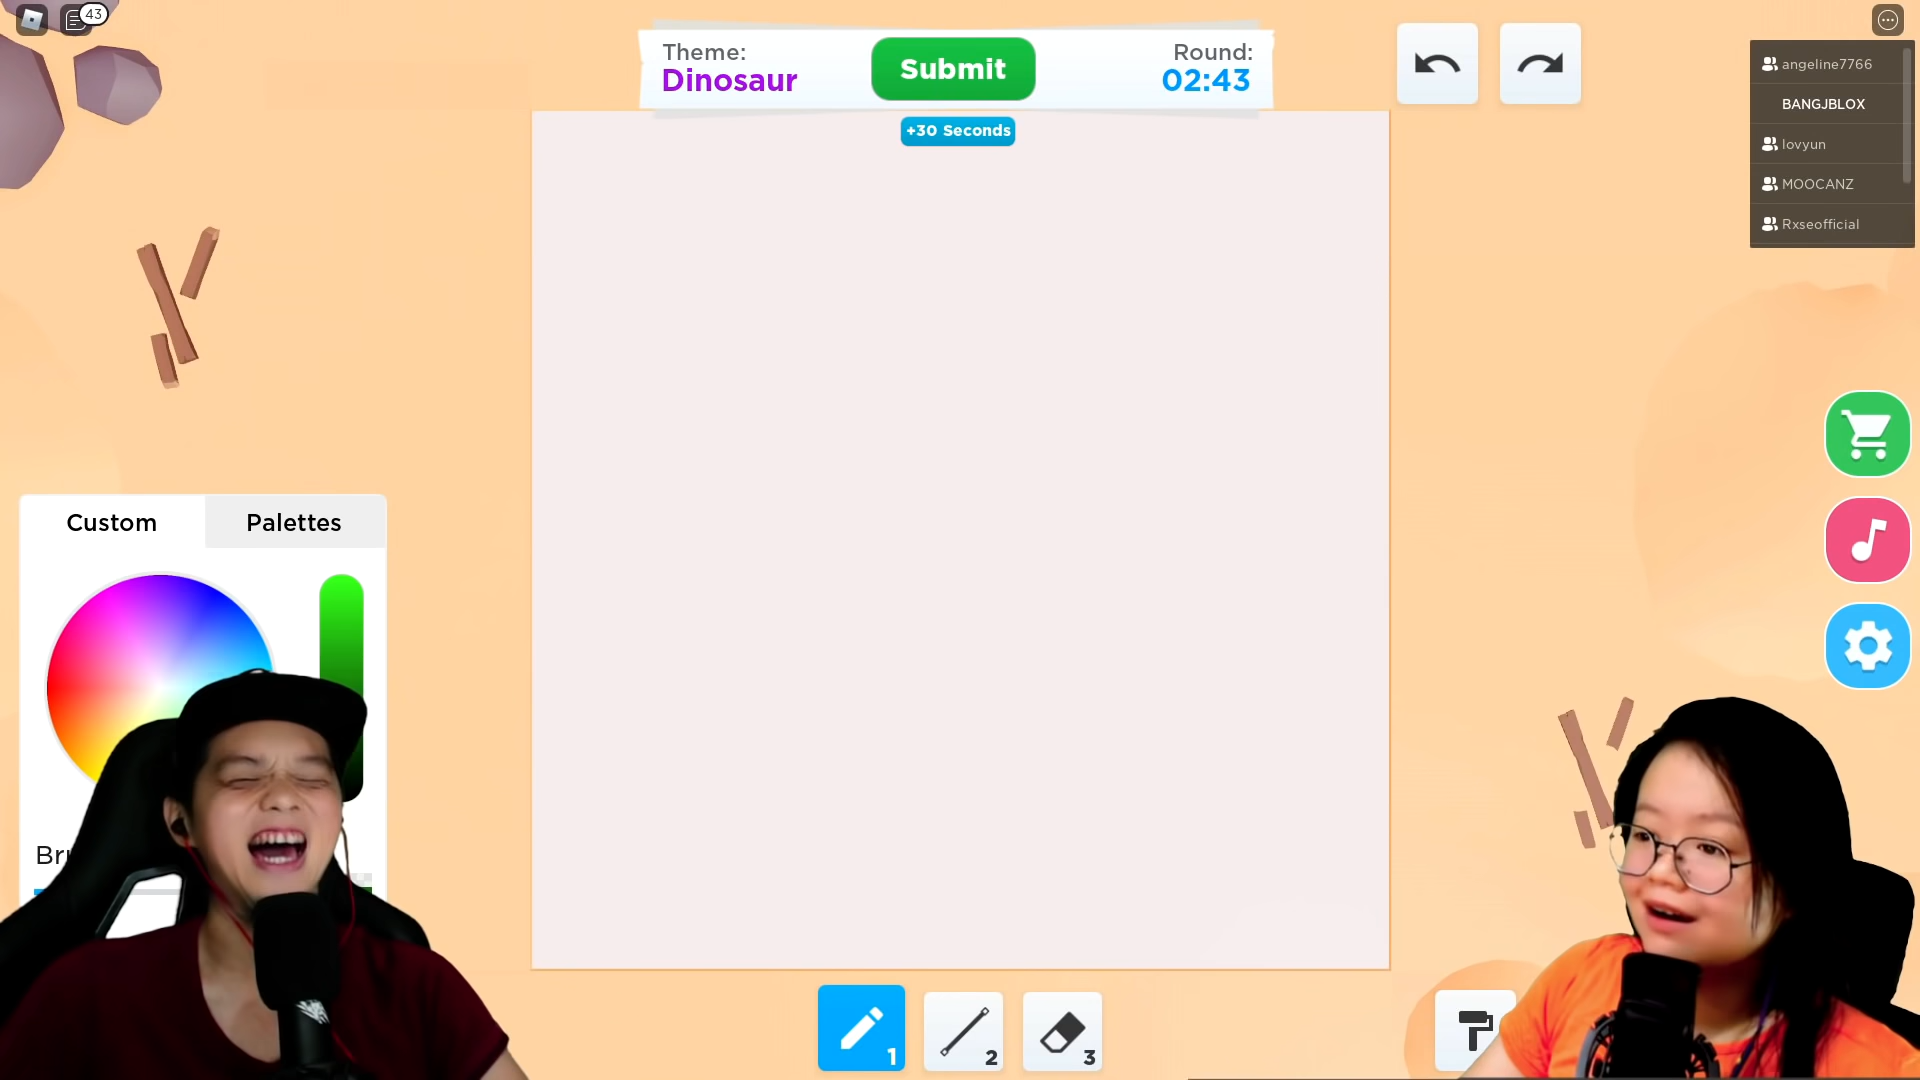 43
Theme:
Dinosaur
Submit
Round:
02:43
+30 Seconds
angeline7766
BANGJBLOX
lovyun
MOOCANZ
Rxseofficial
Custom
Palettes
1
2
3